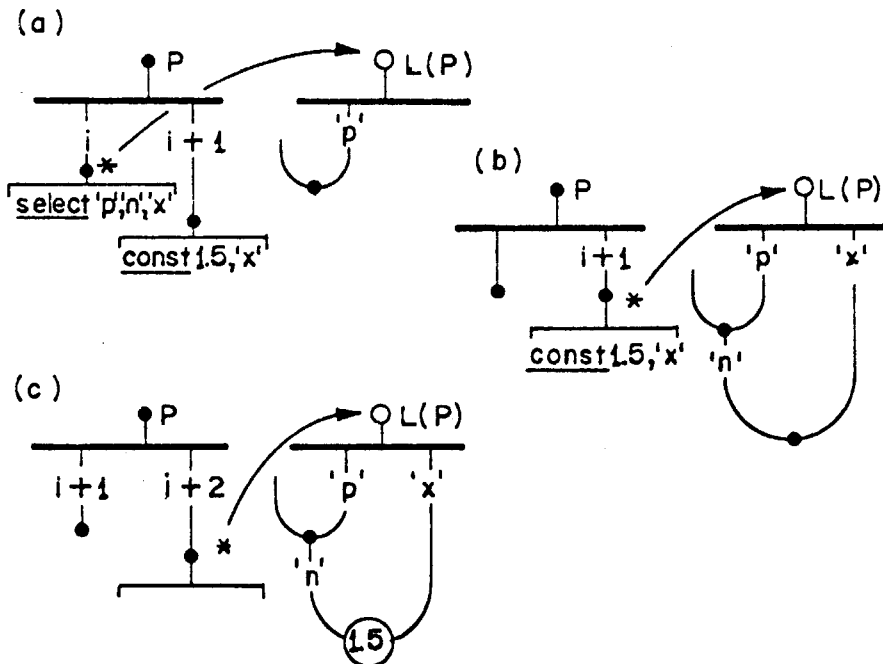 (a)
P
L(P)
i
i + 1
'p'
*
select 'p','n','x'
const 1.5,'x'
(b)
P
L(P)
i+1
'p'
'x'
*
const 1.5,'x'
'n'
(c)
P
L(P)
i + 1
j + 2
'p'
'x'
*
'n'
1.5